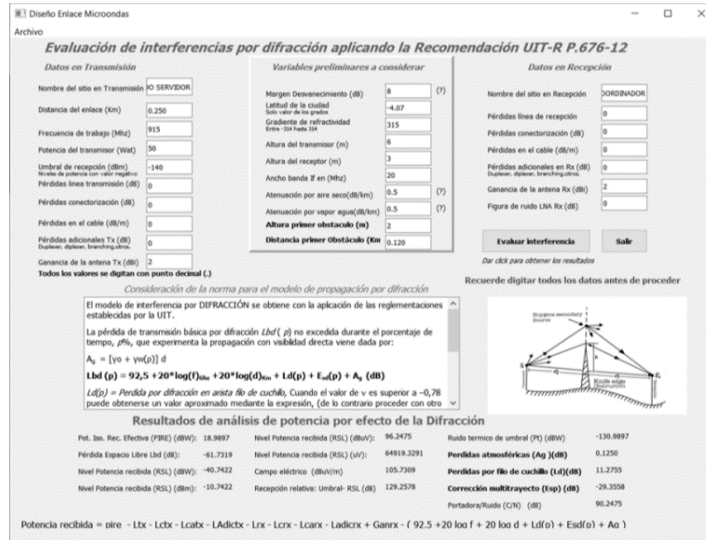 Diseño Enlace Microondas
Archivo
Evaluación de interferencias por difracción aplicando la Recomendación UIT-R P.676-12
Datos en Transmisión
Nombre del sitio en Transmisión IO SERVIDOR
Distancia del enlace (Km) 0.250
Frecuencia de trabajo (Mhz) 915
Potencia del transmisor (Wat) 50
Umbral de recepción (dBm) -140
Niveles de potencia con valor negativo
Pérdidas linea transmisión (dB) 0
Pérdidas conectorización (dB) 0
Pérdidas en el cable (dB/m) 0
Pérdidas adicionales Tx (dB) 0
Duplexer, diplexer, branching,otros.
Ganancia de la antena Tx (dBi) 2
Todos los valores se digitan con punto decimal (.)
Variables preliminares a considerar
Margen Desvanecimiento (dB) 8 (?)
Latitud de la ciudad -4.07
Solo valor de los grados
Gradiente de refractividad 315
Entre -314 hasta 314
Altura del transmisor (m) 6
Altura del receptor (m) 3
Ancho banda If en (Mhz) 20
Atenuación por aire seco(dB/km) 0.5 (?)
Atenuación por vapor agua(dB/km) 0.5 (?)
Altura primer obstaculo (m) 2
Distancia primer Obstáculo (Km 0.120
Datos en Recepción
Nombre del sitio en Recepción OORDINADOR
Pérdidas línea de recepción 0
Pérdidas conectorización (dB) 0
Pérdidas en el cable (dB/m) 0
Pérdidas adicionales en Rx (dB) 0
Duplexer, diplexer, branching,otros.
Ganancia de la antena Rx (dBi) 2
Figura de ruido LNA Rx (dB) 0
Evaluar interferencia Salir
Dar click para obtener los resultados
Recuerde digitar todos los datos antes de proceder
Consideración de la norma para el modelo de propagación por difracción
El modelo de interferencia por DIFRACCIÓN se obtiene con la aplicación de las reglementaciones
establecidas por la UIT.
La pérdida de transmisión básica por difracción Lbd ( p) no excedida durante el porcentaje de
tiempo, p%, que experimenta la propagación con visibilidad directa viene dada por:
Ag = [yo + yw(p)] d
Lbd (p) = 92,5 +20*log(f)Ghz +20*log(d)Km + Ld(p) + Esd(p) + Ag (dB)
Ld(p) = Perdida por difracción en arista filo de cuchillo, Cuando el valor de v es superior a -0,78
puede obtenerse un valor aproximado mediante la expresión, (de lo contrario proceder con otro
Huygens secondary
Source
Knife edge
Resultados de análisis de potencia por efecto de la Difracción
Pot. Iso. Rec. Efectiva (PIRE) (dBW): 18.9897
Pérdida Espacio Libre Lbd (dB): -61.7319
Nivel Potencia recibida (RSL) (dBW): -40.7422
Nivel Potencia recibida (RSL) (dBm): -10.7422
Nivel Potencia recibida (RSL) (dBuV): 96.2475
Nivel Potencia recibida (RSL) (uV): 64919.3291
Campo eléctrico (dBuV/m) 105.7309
Recepción relativa: Umbral- RSL (dB) 129.2578
Ruido termico de umbral (Pt) (dBW) -130.9897
Perdidas atmosféricas (Ag )(dB) 0.1250
Perdidas por filo de cuchillo (Ld)(dB) 11.2755
Corrección multitrayecto (Esp) (dB) -29.3558
Portadora/Ruido (C/N) (dB) 90.2475
Potencia recibida = pire - Ltx - Lctx - Lcatx - LAdictx - Lrx - Lcrx - Lcarx - Ladicrx + Ganrx - ( 92.5 +20 log f + 20 log d + Ld(p) + Esd(p) + Ag )